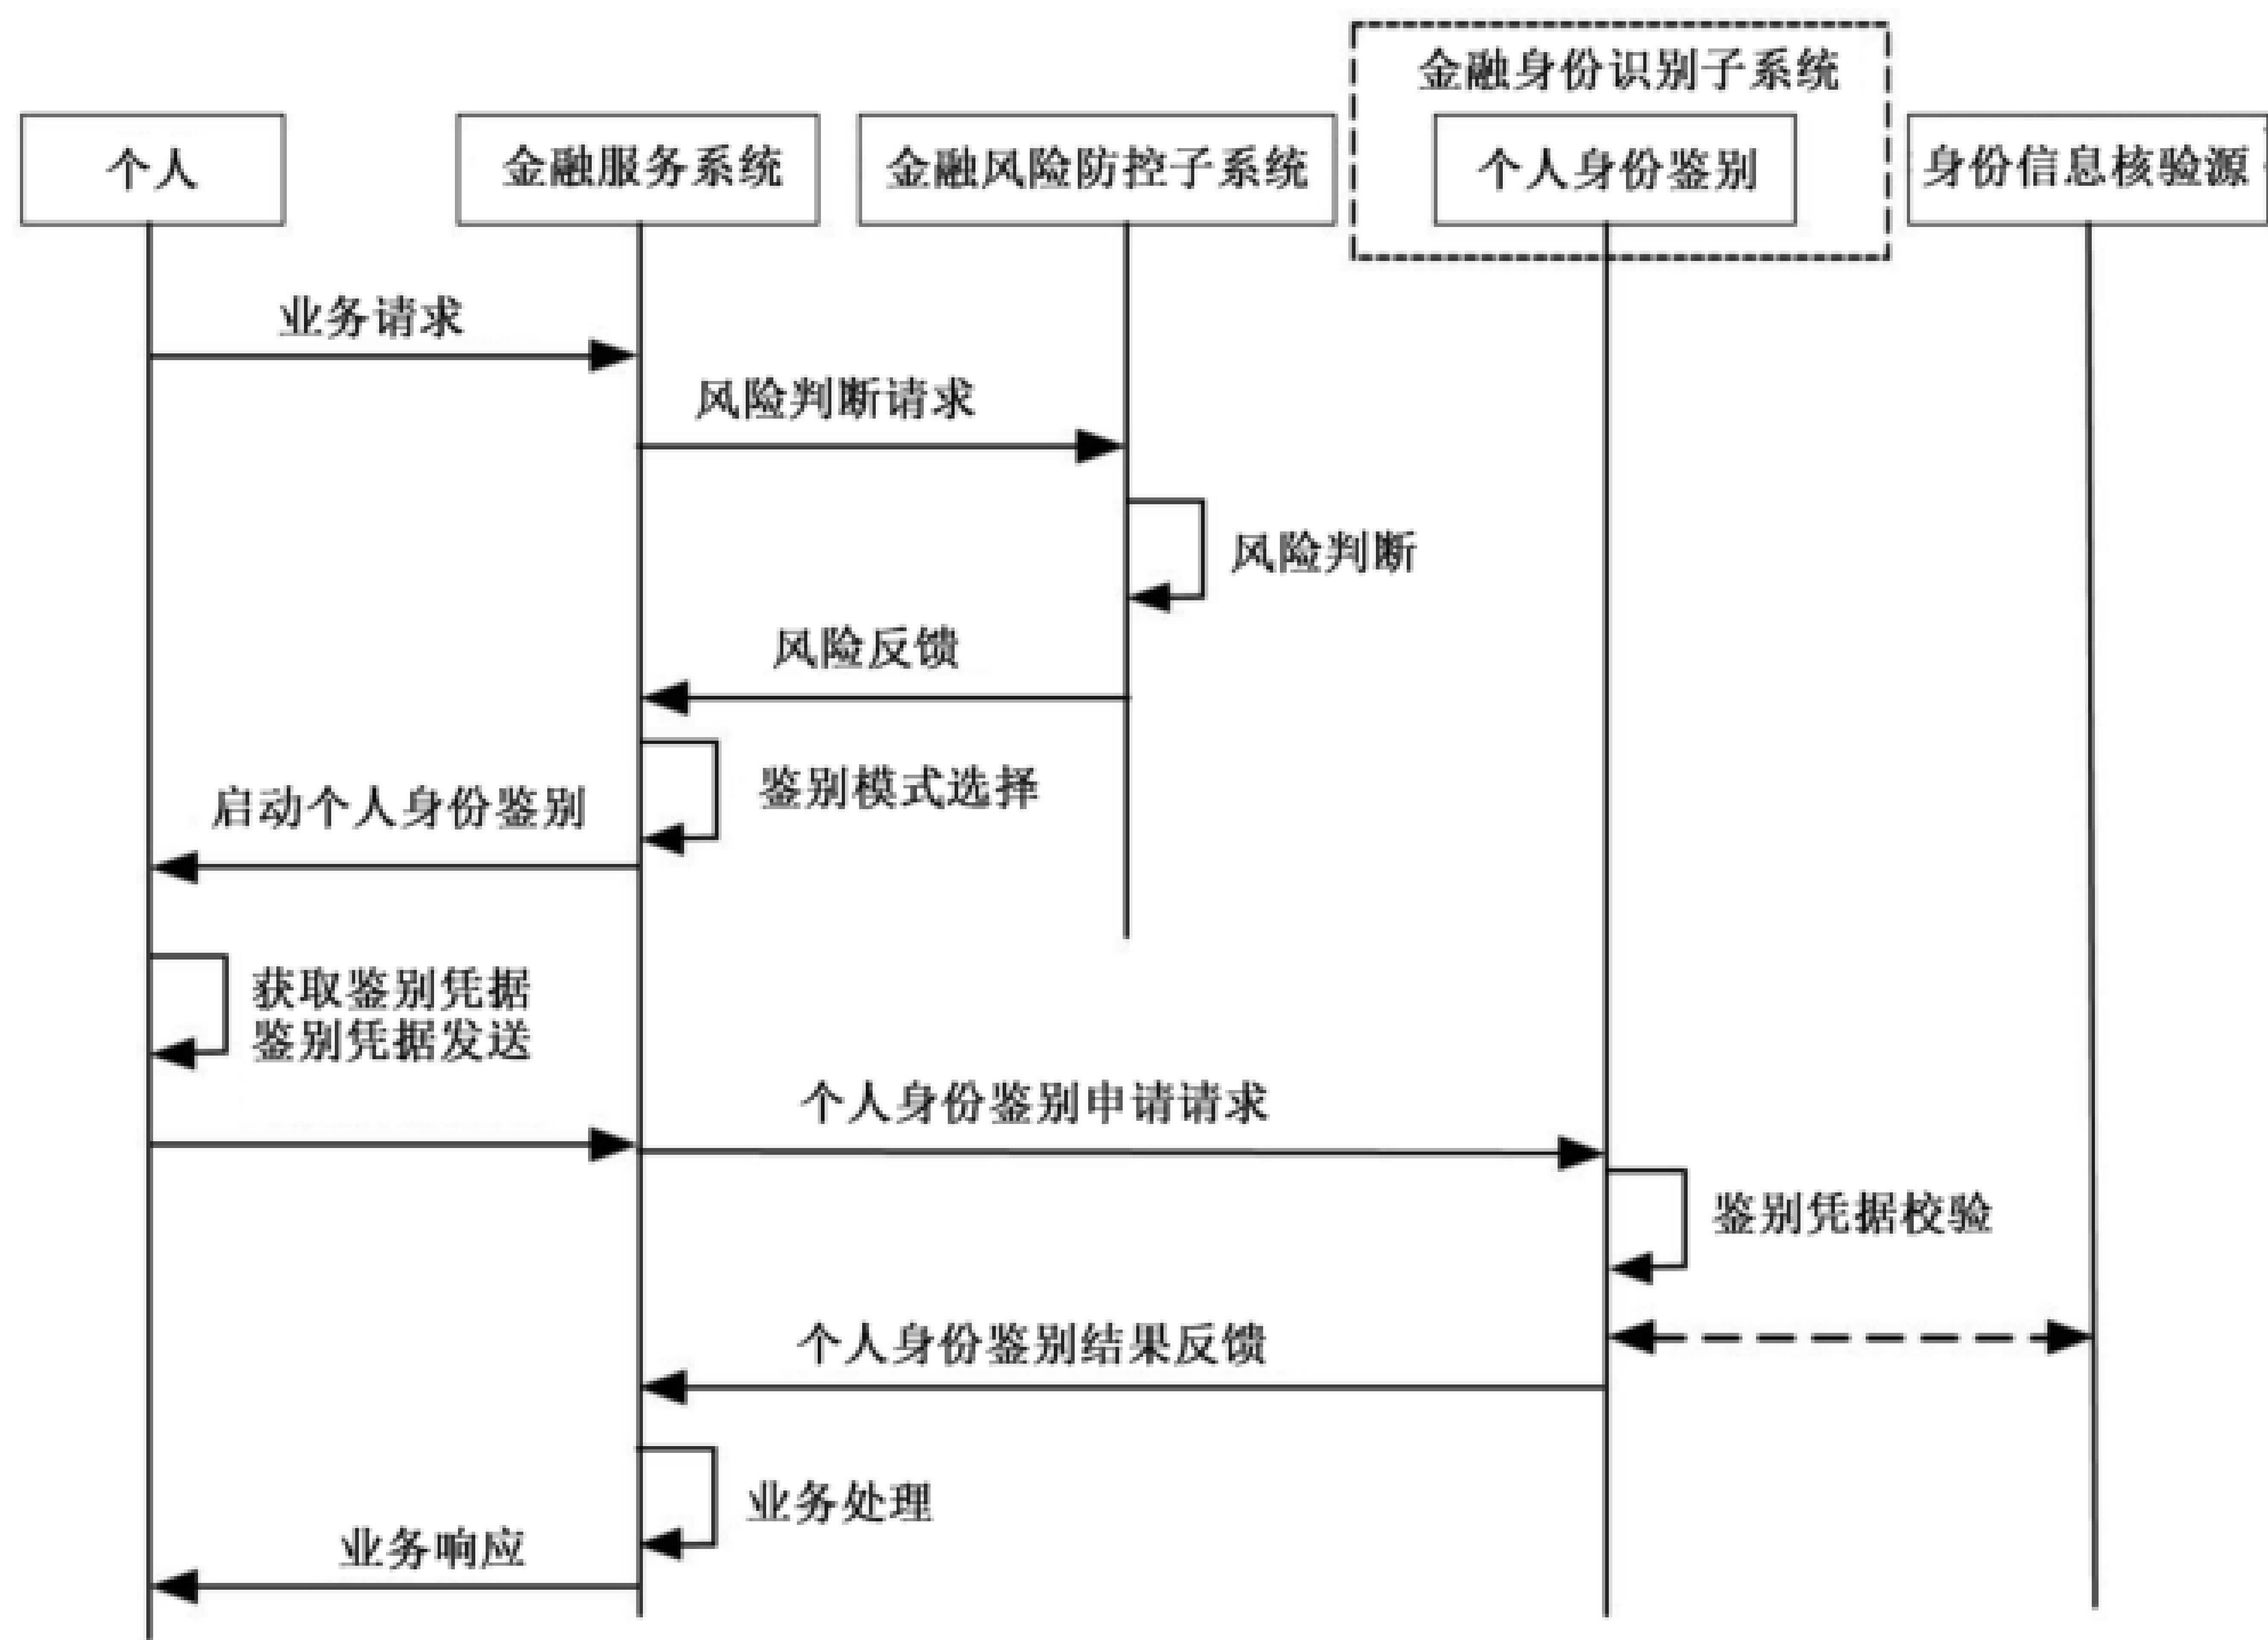 金融身份识别子系统
个人
金融服务系统
金融风险防控子系统
个人身份鉴别
身份信息核验源
业务请求
风险判断请求
风险判断
风险反馈
鉴别模式选择
启动个人身份鉴别
获取鉴别凭据
鉴别凭据发送
个人身份鉴别申请请求
鉴别凭据校验
个人身份鉴别结果反馈
业务处理
业务响应